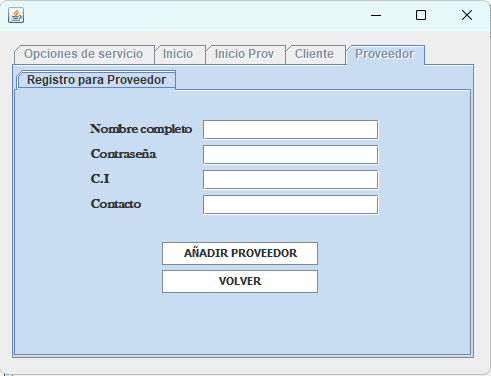 Opciones de servicio Inicio Inicio Prov Cliente Proveedor
Registro para Proveedor
Nombre completo
Contraseña
C.I
Contacto
AÑADIR PROVEEDOR
VOLVER